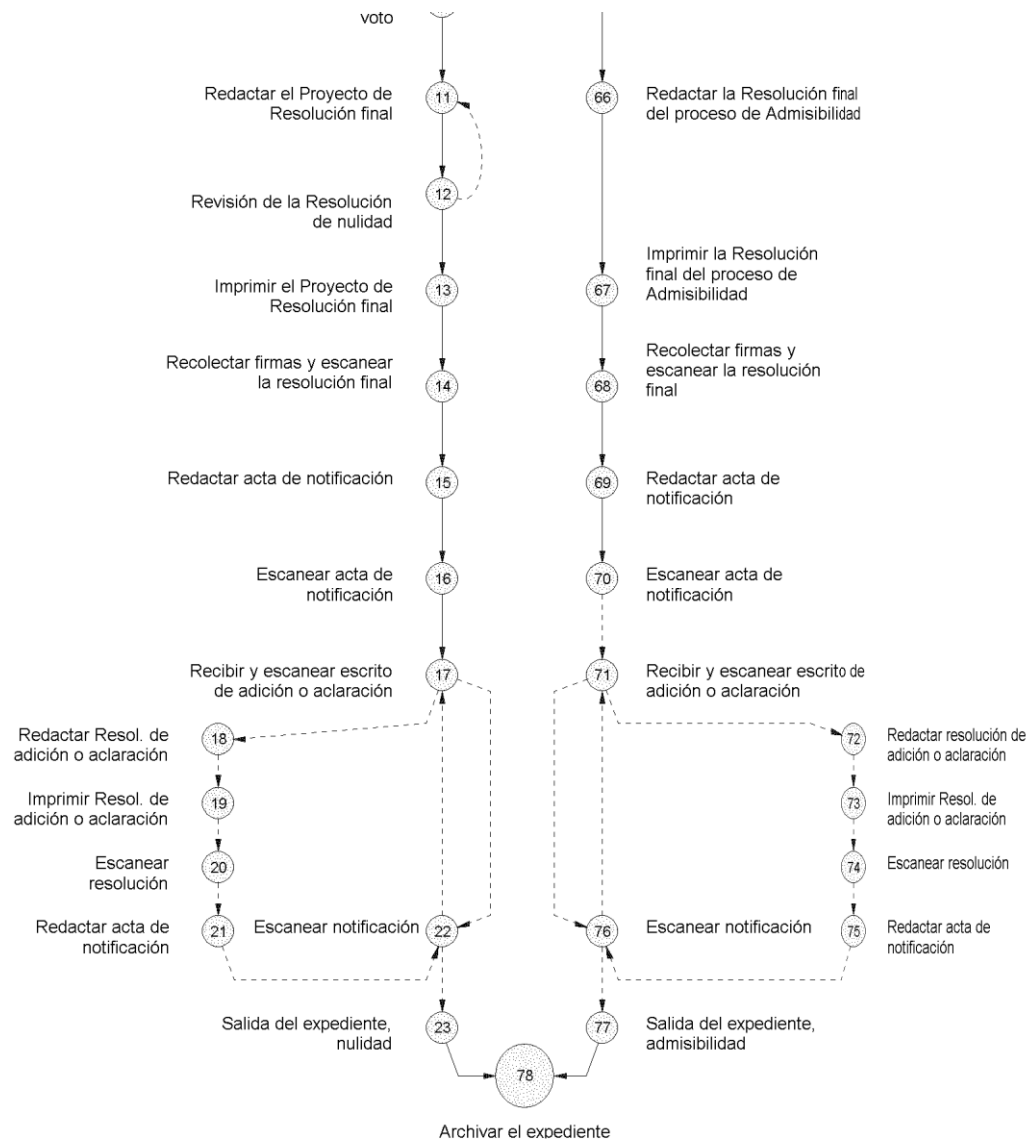 voto
Redactar el Proyecto de
Resolución final
11
66
Redactar la Resolución final
del proceso de Admisibilidad
12
Revisión de la Resolución
de nulidad
Imprimir el Proyecto de
Resolución final
13
67
Imprimir la Resolución
final del proceso de
Admisibilidad
Recolectar firmas y escanear
la resolución final
14
68
Recolectar firmas y
escanear la resolución
final
Redactar acta de notificación
15
69
Redactar acta de
notificación
Escanear acta de
notificación
16
70
Escanear acta de
notificación
Recibir y escanear escrito
de adición o aclaración
17
71
Recibir y escanear escrito de
adición o aclaración
Redactar Resol. de
adición o aclaración
18
72
Redactar resolución de
adición o aclaración
Imprimir Resol. de
adición o aclaración
19
73
Imprimir Resol. de
adición o aclaración
Escanear
resolución
20
74
Escanear resolución
Redactar acta de
notificación
21
Escanear notificación
22
76
Escanear notificación
75
Redactar acta de
notificación
Salida del expediente,
nulidad
23
77
Salida del expediente,
admisibilidad
78
Archivar el expediente